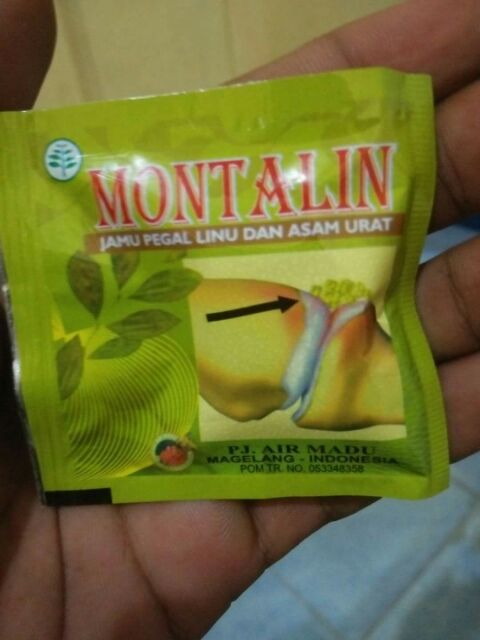 MONTALIN
JAMU PEGAL LINU DAN ASAM URAT
PJ. AIR MADU
MAGELANG - INDONESIA
POM TR. NO. 053348358